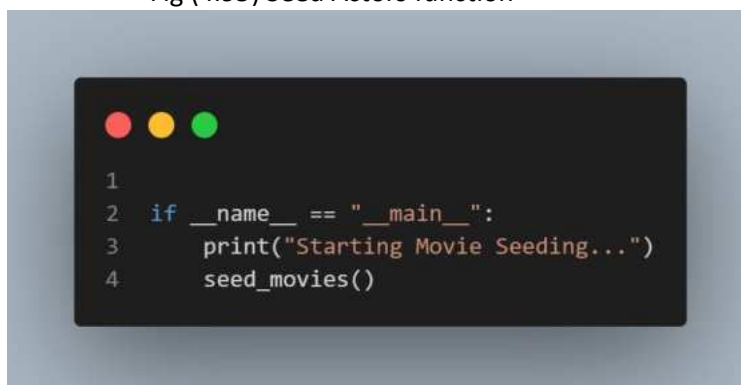 1
2 if __name__ == "__main__":
3 print("Starting Movie Seeding...")
4 seed_movies()